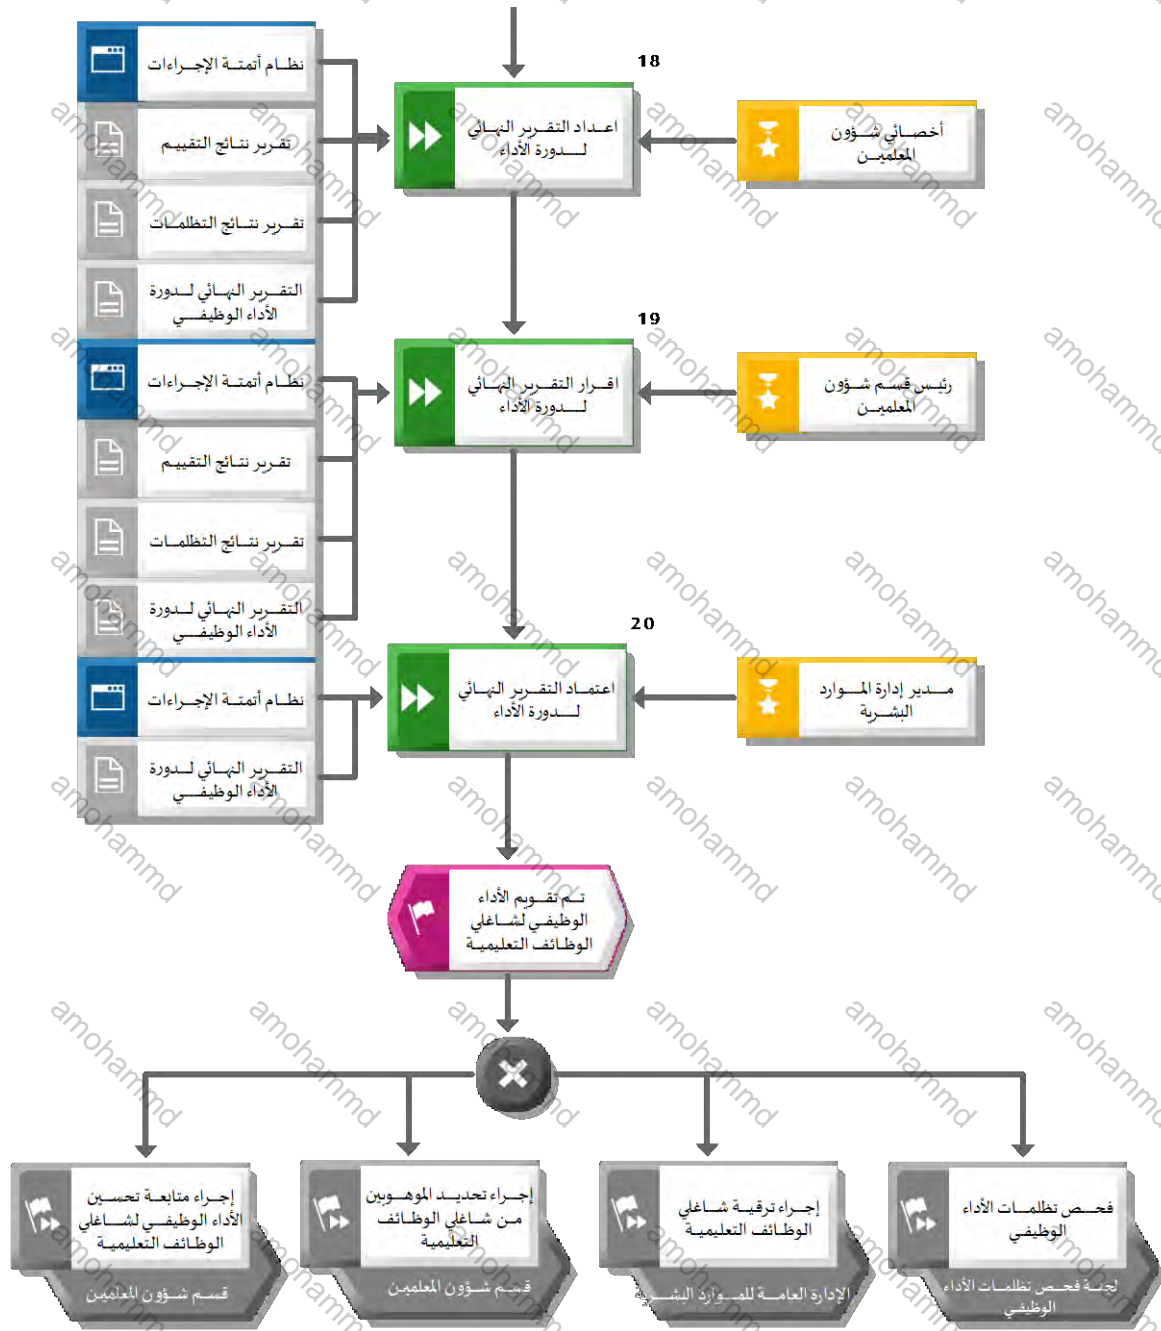 18
نظام أتمتة الإجراءات
تقرير نتائج التقييم
تقرير نتائج التظلمات
التقرير النهائي لدورة
الأداء الوظيفي
اعداد التقرير النهائي
لدورة الأداء
أخصائي شؤون
المعلمين
19
نظام أتمتة الإجراءات
تقرير نتائج التقييم
تقرير نتائج التظلمات
التقرير النهائي لدورة
الأداء الوظيفي
اقرار التقرير النهائي
لدورة الأداء
رئيس قسم شؤون
المعلمين
20
نظام أتمتة الإجراءات
التقرير النهائي لدورة
الأداء الوظيفي
اعتماد التقرير النهائي
لدورة الأداء
مدير إدارة الموارد
البشرية
تم تقويم الأداء
الوظيفي لشاغلي
الوظائف التعليمية
فحص تظلمات الأداء
الوظيفي
لجنة فحص تظلمات الأداء
الوظيفي
إجراء ترقية شاغلي
الوظائف التعليمية
الإدارة العامة للموارد البشرية
إجراء تحديد الموهوبين
من شاغلي الوظائف
التعليمية
قسم شؤون المعلمين
إجراء متابعة تحسين
الأداء الوظيفي لشاغلي
الوظائف التعليمية
قسم شؤون المعلمين
amohammd